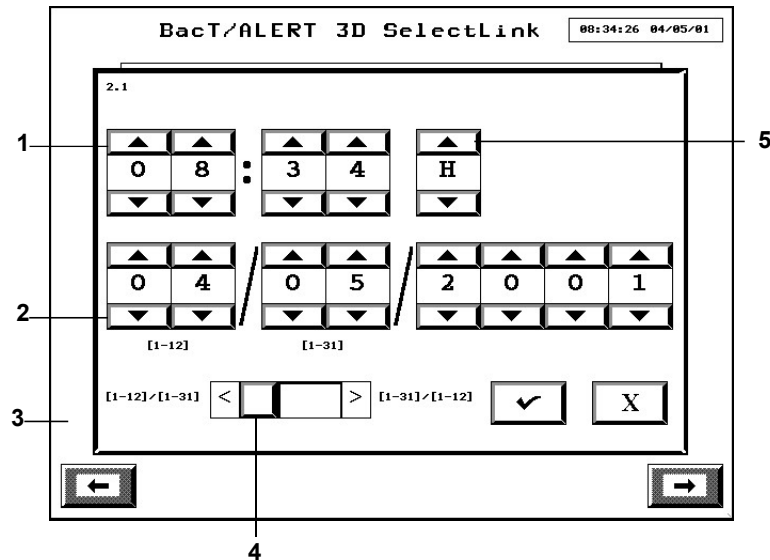 BacT/ALERT 3D SelectLink 08:34:26 04/05/01
2.1
1 5
0 8 : 3 4 H
0 4 / 0 5 / 2 0 0 1
2
[1-12] [1-31]
[1-12]/[1-31] < > [1-31]/[1-12] X
3
4